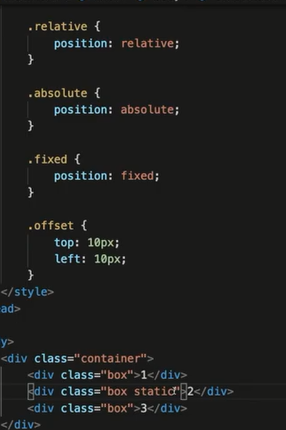 .relative {
    position: relative;
}
.absolute {
    position: absolute;
}
.fixed {
    position: fixed;
}
.offset {
    top: 10px;
    left: 10px;
}
</style>
ad>
y>
<div class="container">
    <div class="box">1</div>
    <div class="box static">2</div>
    <div class="box">3</div>
</div>